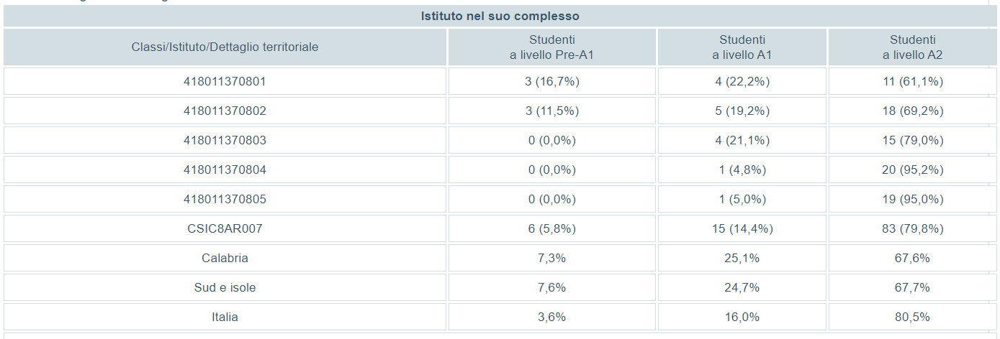 Istituto nel suo complesso
Classi/Istituto/Dettaglio territoriale
Studenti
a livello Pre-A1
Studenti
a livello A1
Studenti
a livello A2
418011370801 3 (16,7%) 4 (22,2%) 11 (61,1%)
418011370802 3 (11,5%) 5 (19,2%) 18 (69,2%)
418011370803 0 (0,0%) 4 (21,1%) 15 (79,0%)
418011370804 0 (0,0%) 1 (4,8%) 20 (95,2%)
418011370805 0 (0,0%) 1 (5,0%) 19 (95,0%)
CSIC8AR007 6 (5,8%) 15 (14,4%) 83 (79,8%)
Calabria 7,3% 25,1% 67,6%
Sud e isole 7,6% 24,7% 67,7%
Italia 3,6% 16,0% 80,5%